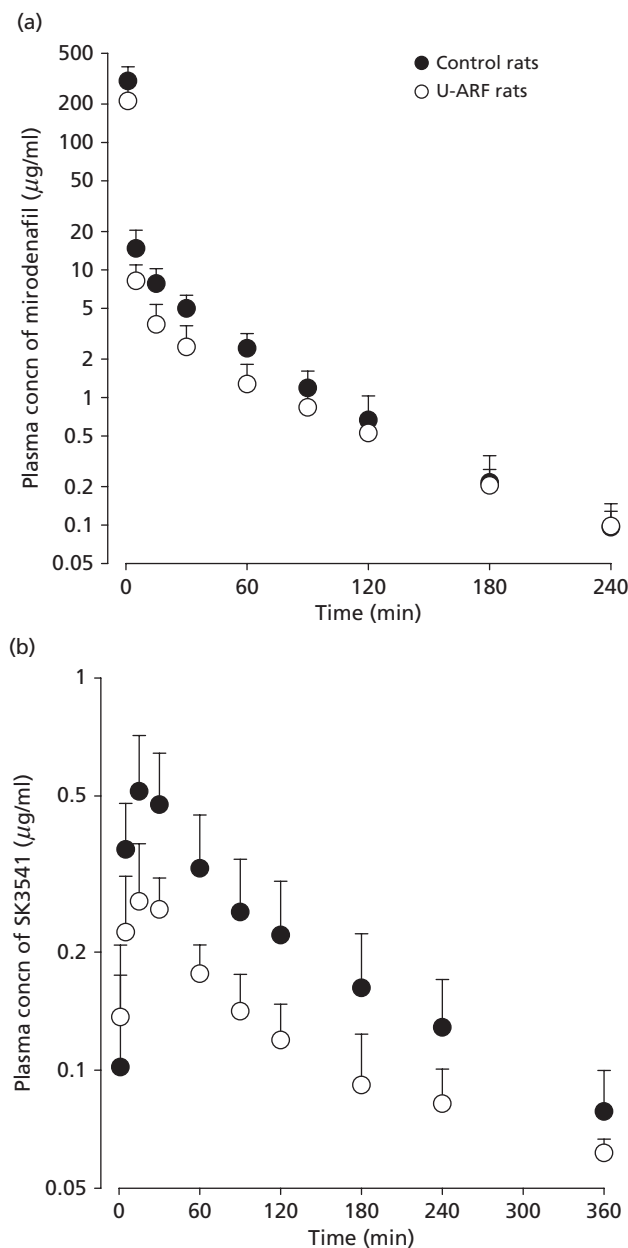 (a)
500
200
100
20
10
5
2
1
0.5
0.2
0.1
0.05
Plasma concn of mirodenafil (µg/ml)
Control rats
U-ARF rats
0 60 120 180 240
Time (min)
(b)
1
0.5
0.2
0.1
0.05
Plasma concn of SK3541 (µg/ml)
0 60 120 180 240 300 360
Time (min)